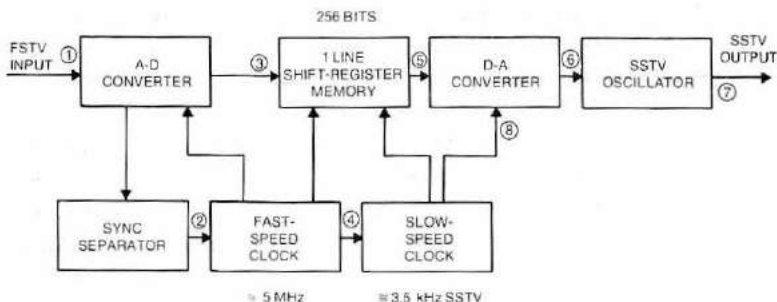 256 BITS
FSTV
INPUT
①
A-D
CONVERTER
③
1 LINE
SHIFT-REGISTER
MEMORY
⑤
D-A
CONVERTER
⑥
SSTV
OSCILLATOR
SSTV
OUTPUT
⑦
⑧
SYNC
SEPARATOR
②
FAST-
SPEED
CLOCK
④
SLOW-
SPEED
CLOCK
≈ 5 MHz
≅ 3.5 kHz SSTV